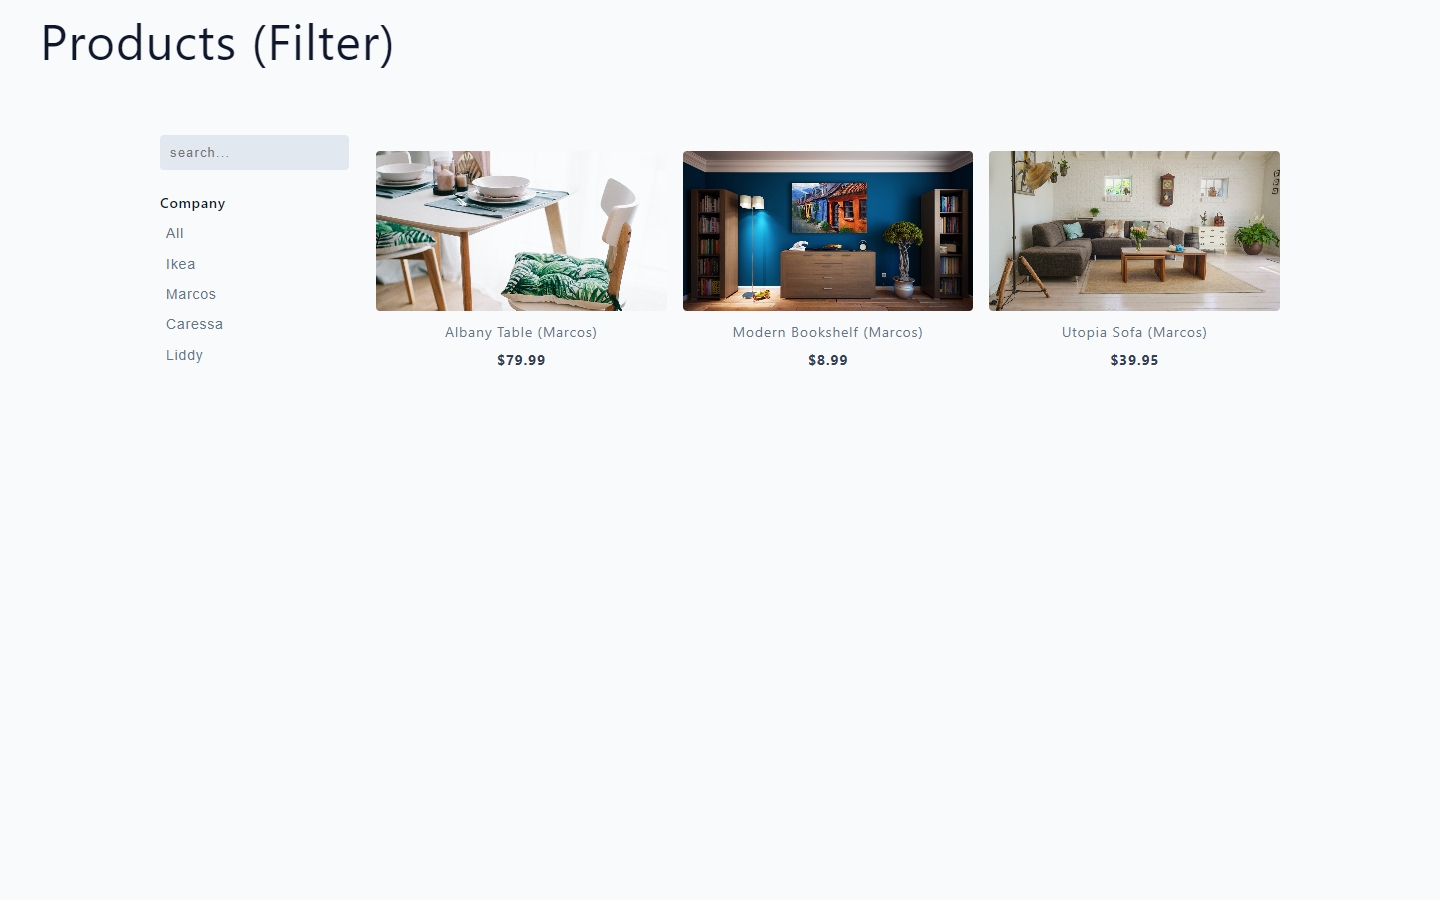 Products (Filter)
search...
Company
All
Ikea
Marcos
Caressa
Liddy
Albany Table (Marcos)
$79.99
Modern Bookshelf (Marcos)
$8.99
Utopia Sofa (Marcos)
$39.95